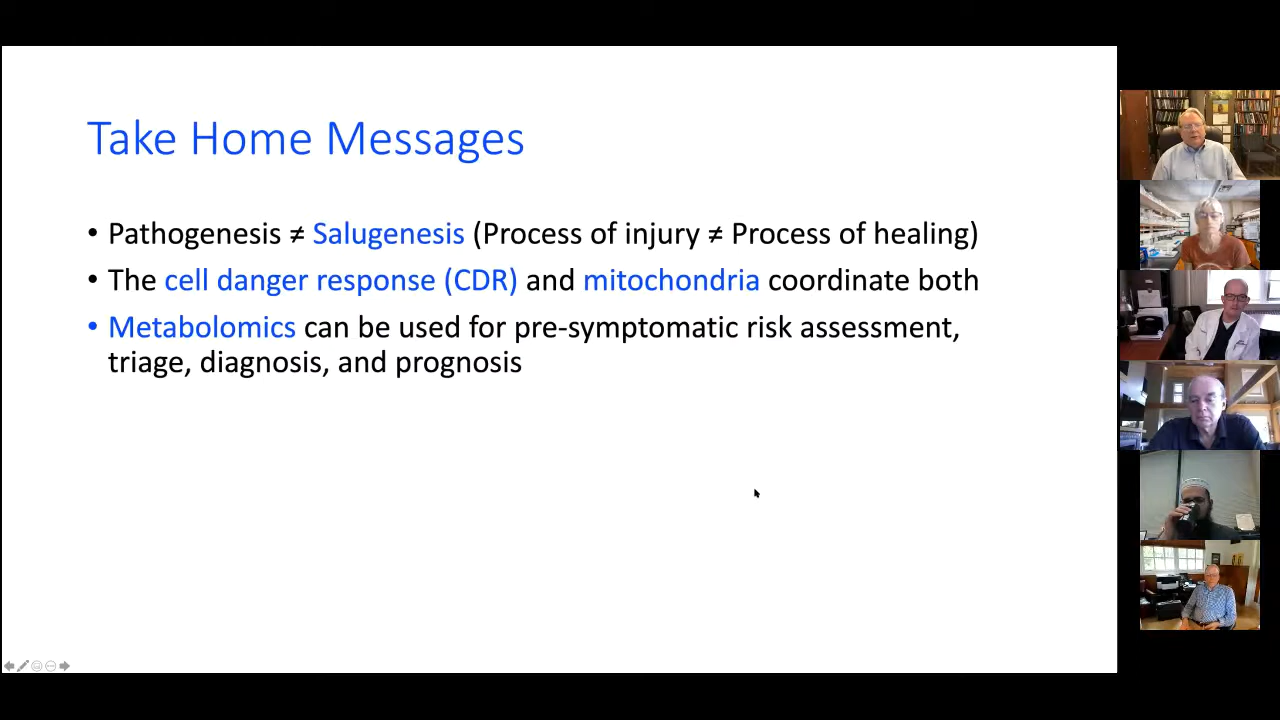 Take Home Messages
• Pathogenesis ≠ Salugenesis (Process of injury ≠ Process of healing)
• The cell danger response (CDR) and mitochondria coordinate both
• Metabolomics can be used for pre-symptomatic risk assessment,
triage, diagnosis, and prognosis